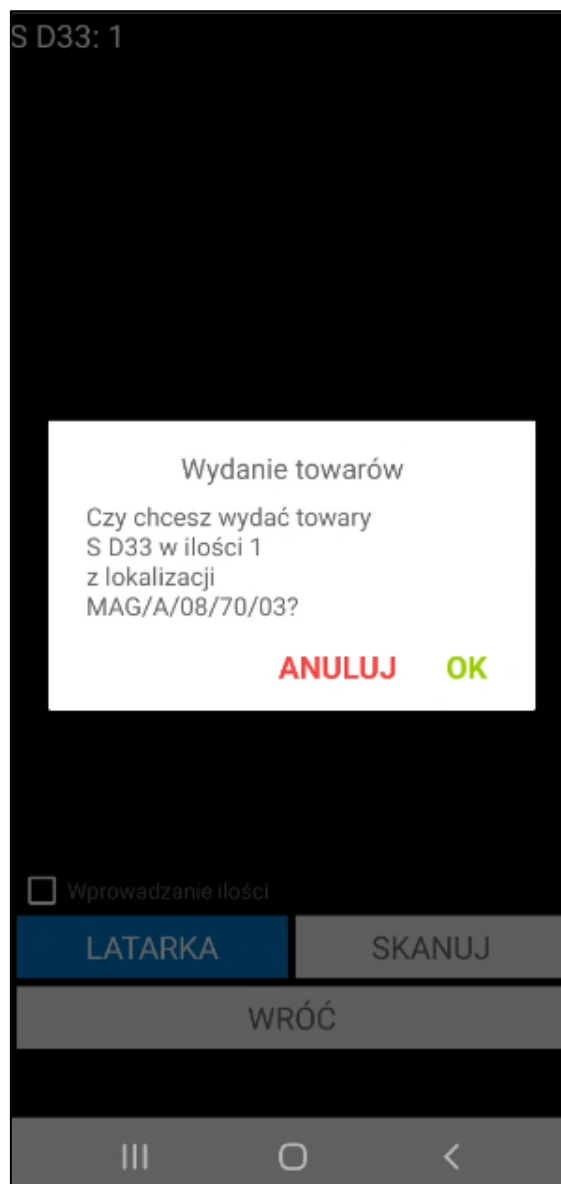 S D33: 1
Wydanie towarów
Czy chcesz wydać towary
S D33 w ilości 1
z lokalizacji
MAG/A/08/70/03?
ANULUJ OK
Wprowadzanie ilości
LATARKA SKANUJ
WRÓĆ